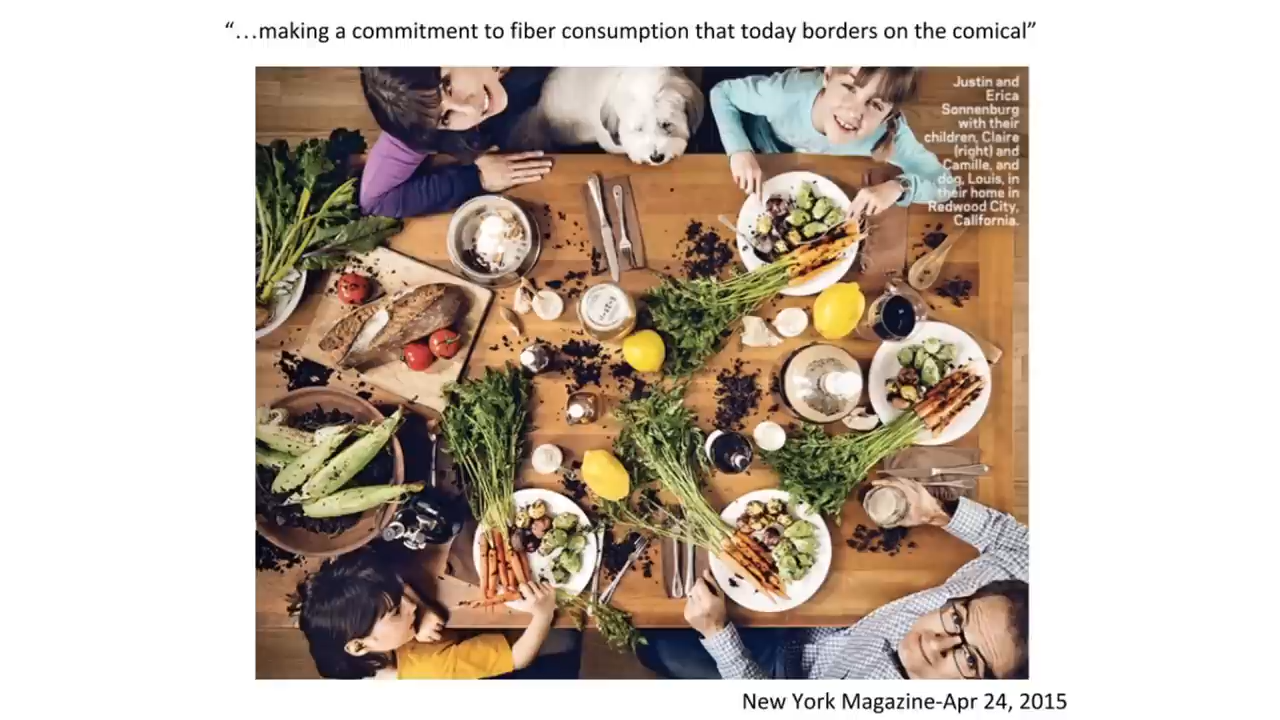 “…making a commitment to fiber consumption that today borders on the comical”
Justin and
Erica
Sonnenburg
with their
children, Claire
(right) and
Camille, and
dog, Louis, in
their home in
Redwood City,
California.
New York Magazine-Apr 24, 2015